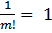 1/m! = 1